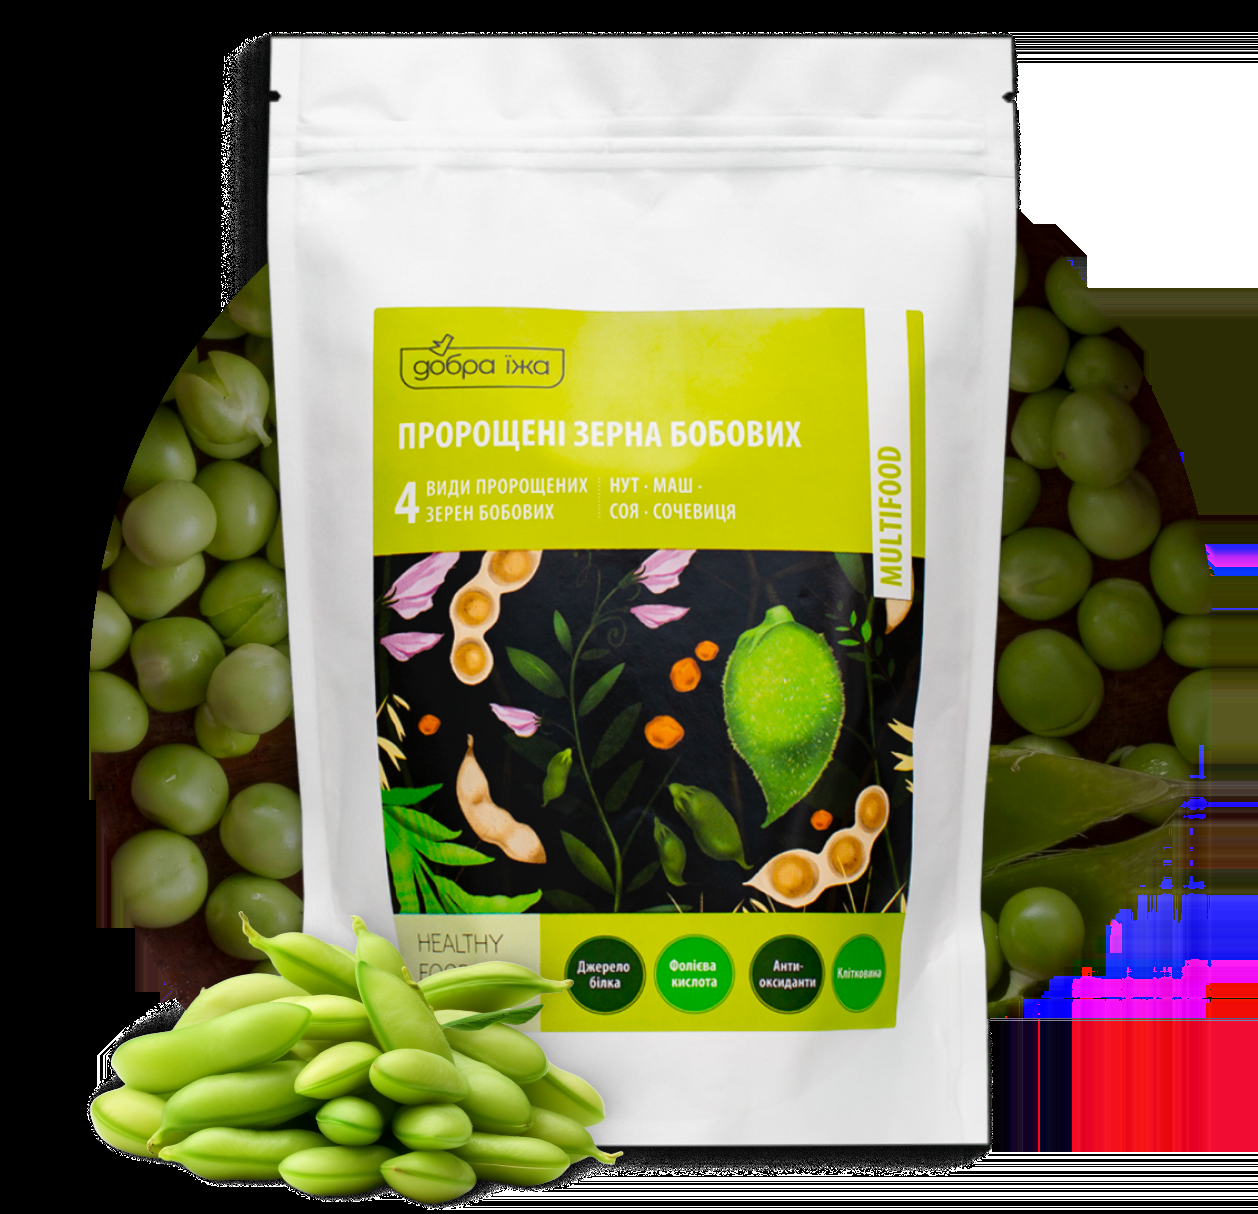 добра їжа
ПРОРОЩЕНІ ЗЕРНА БОБОВИХ
4
ВИДИ ПРОРОЩЕНИХ
ЗЕРЕН БОБОВИХ
НУТ · МАШ ·
СОЯ · СОЧЕВИЦЯ
MULTIFOOD
HEALTHY
Джерело
білка
Фолієва
кислота
Анти-
оксиданти
Клітковина